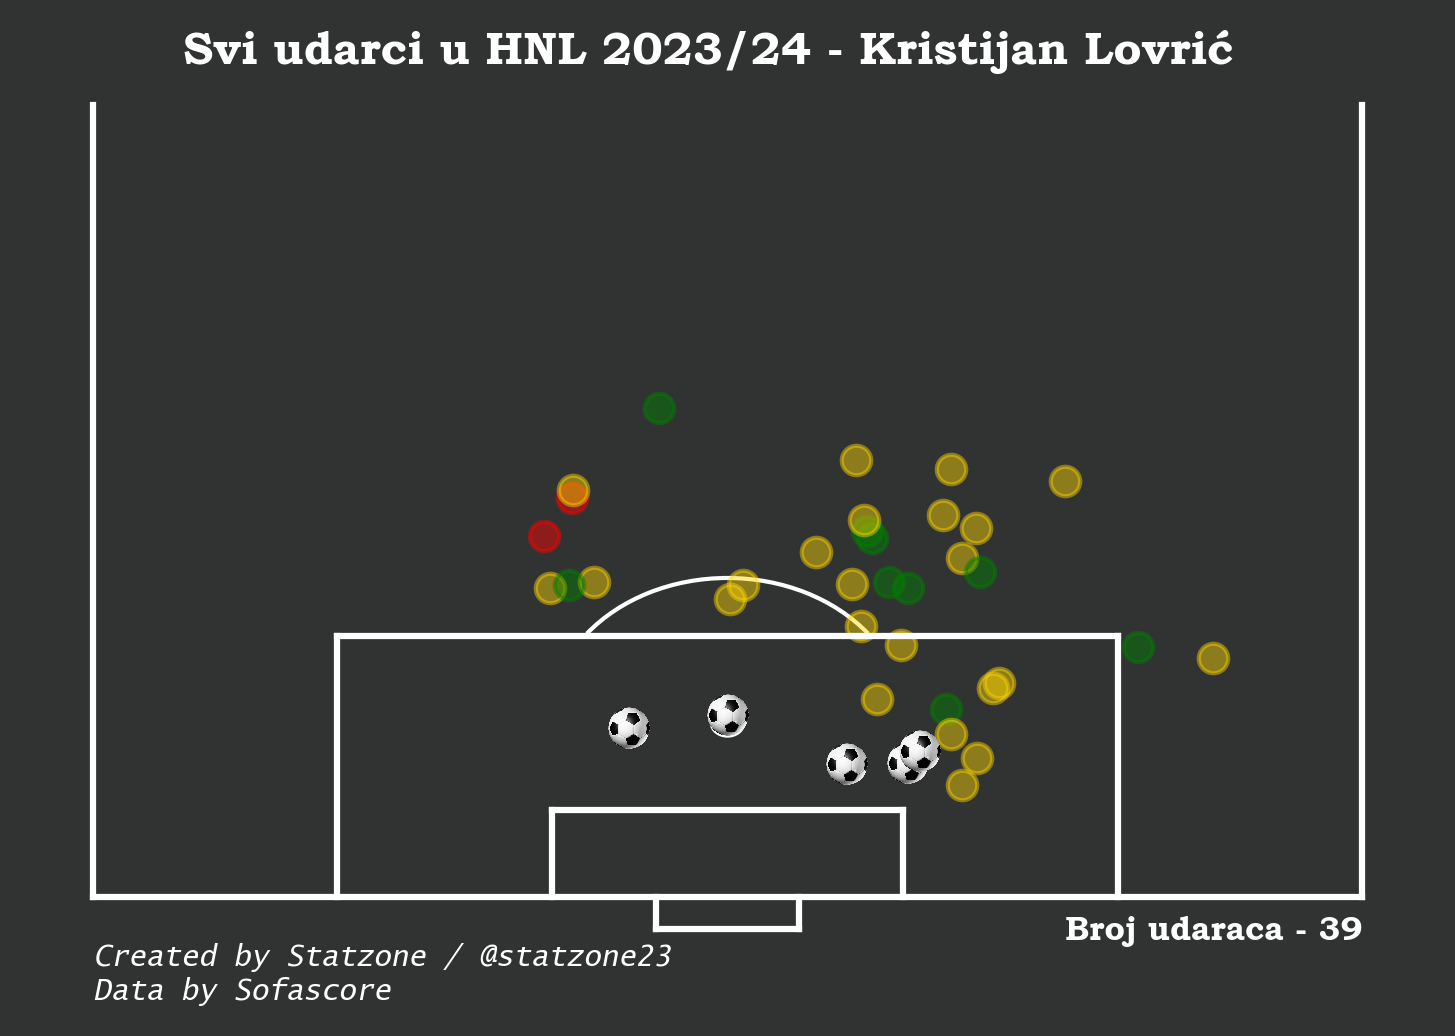 Svi udarci u HNL 2023/24 - Kristijan Lovrić
Broj udaraca - 39
Created by Statzone / @statzone23
Data by Sofascore